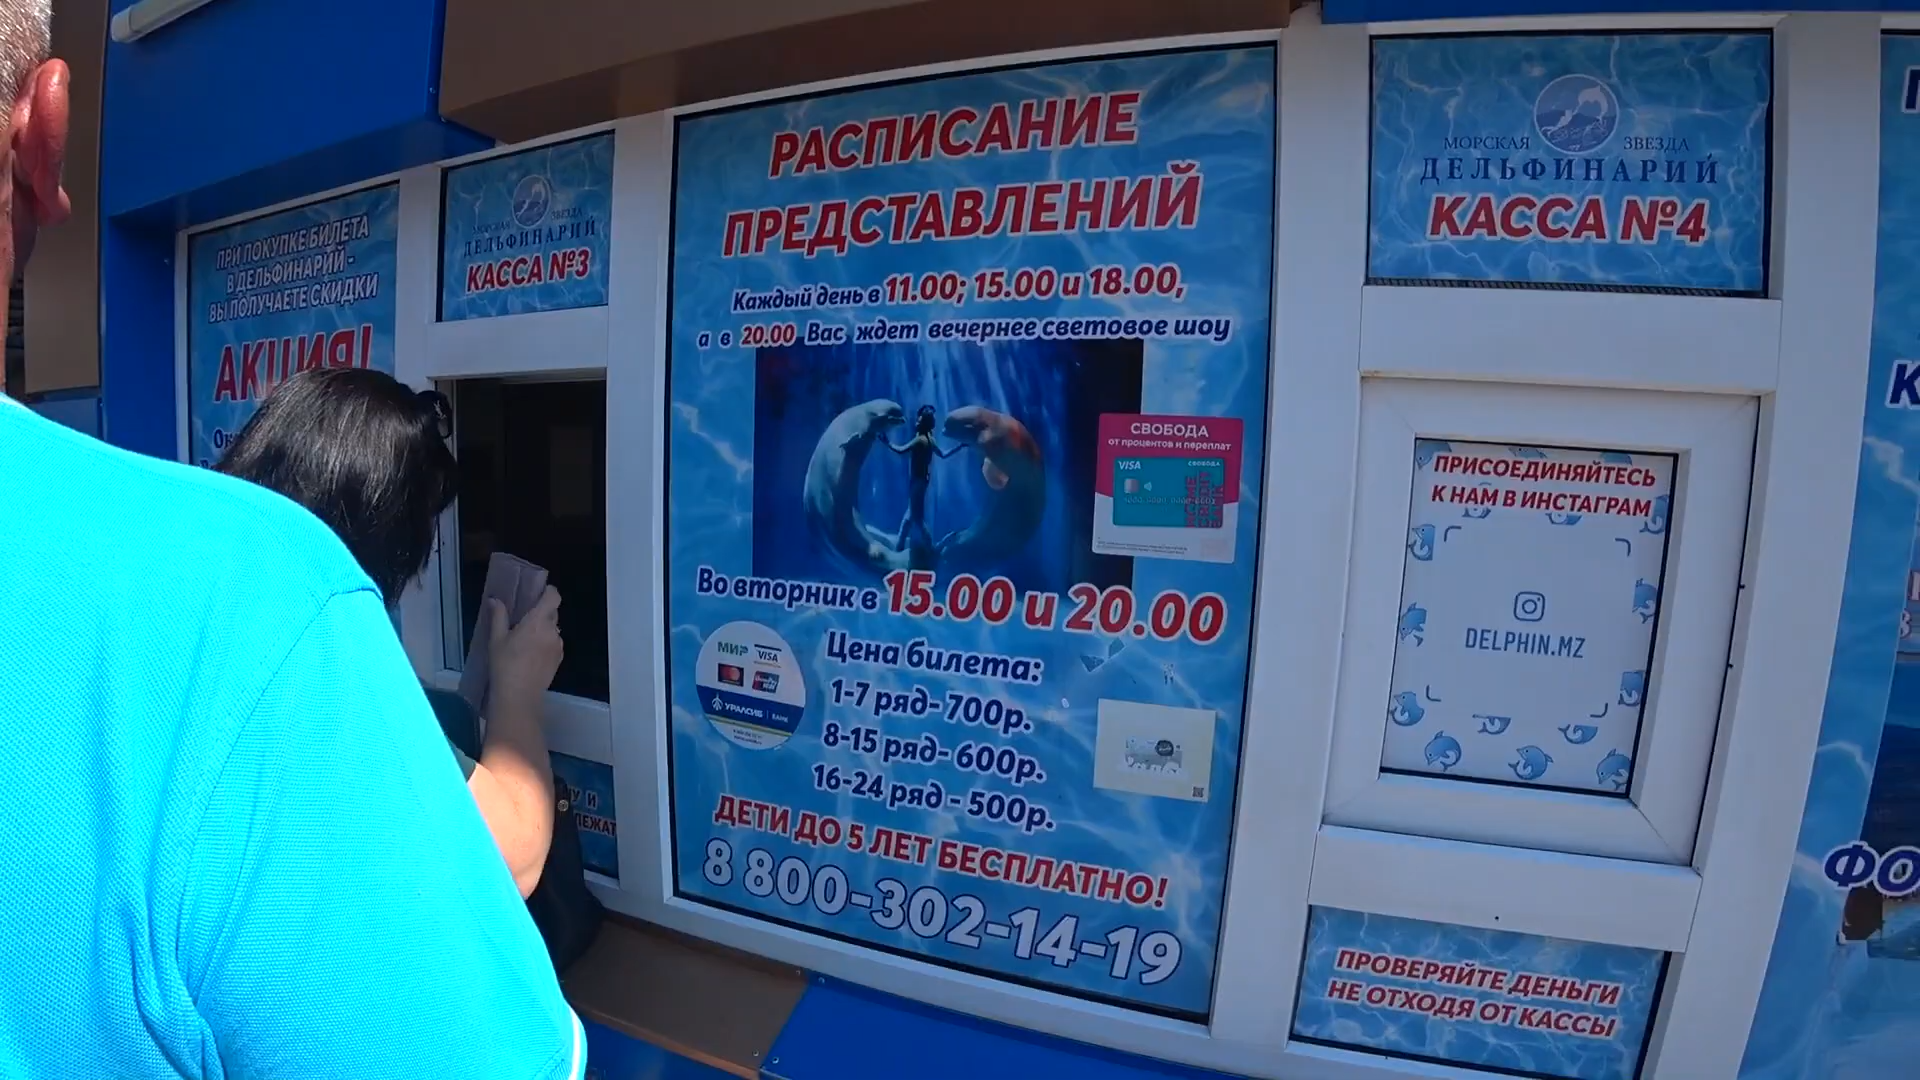 ПРИ ПОКУПКЕ БИЛЕТА
В ДЕЛЬФИНАРИЙ -
ВЫ ПОЛУЧАЕТЕ СКИДКИ
АКЦИЯ!
МОРСКАЯ ЗВЕЗДА
ДЕЛЬФИНАРИЙ
КАССА №3
РАСПИСАНИЕ
ПРЕДСТАВЛЕНИЙ
Каждый день в 11.00; 15.00 и 18.00,
а в 20.00 Вас ждет вечернее световое шоу
СВОБОДА
от процентов и переплат
VISA СВОБОДА
Во вторник в 15.00 и 20.00
МИР VISA
УРАЛСИБ | БАНК
Цена билета:
1-7 ряд- 700р.
8-15 ряд- 600р.
16-24 ряд - 500р.
ДЕТИ ДО 5 ЛЕТ БЕСПЛАТНО!
8 800-302-14-19
МОРСКАЯ ЗВЕЗДА
ДЕЛЬФИНАРИЙ
КАССА №4
ПРИСОЕДИНЯЙТЕСЬ
К НАМ В ИНСТАГРАМ
DELPHIN.MZ
ПРОВЕРЯЙТЕ ДЕНЬГИ
НЕ ОТХОДЯ ОТ КАССЫ
ФО